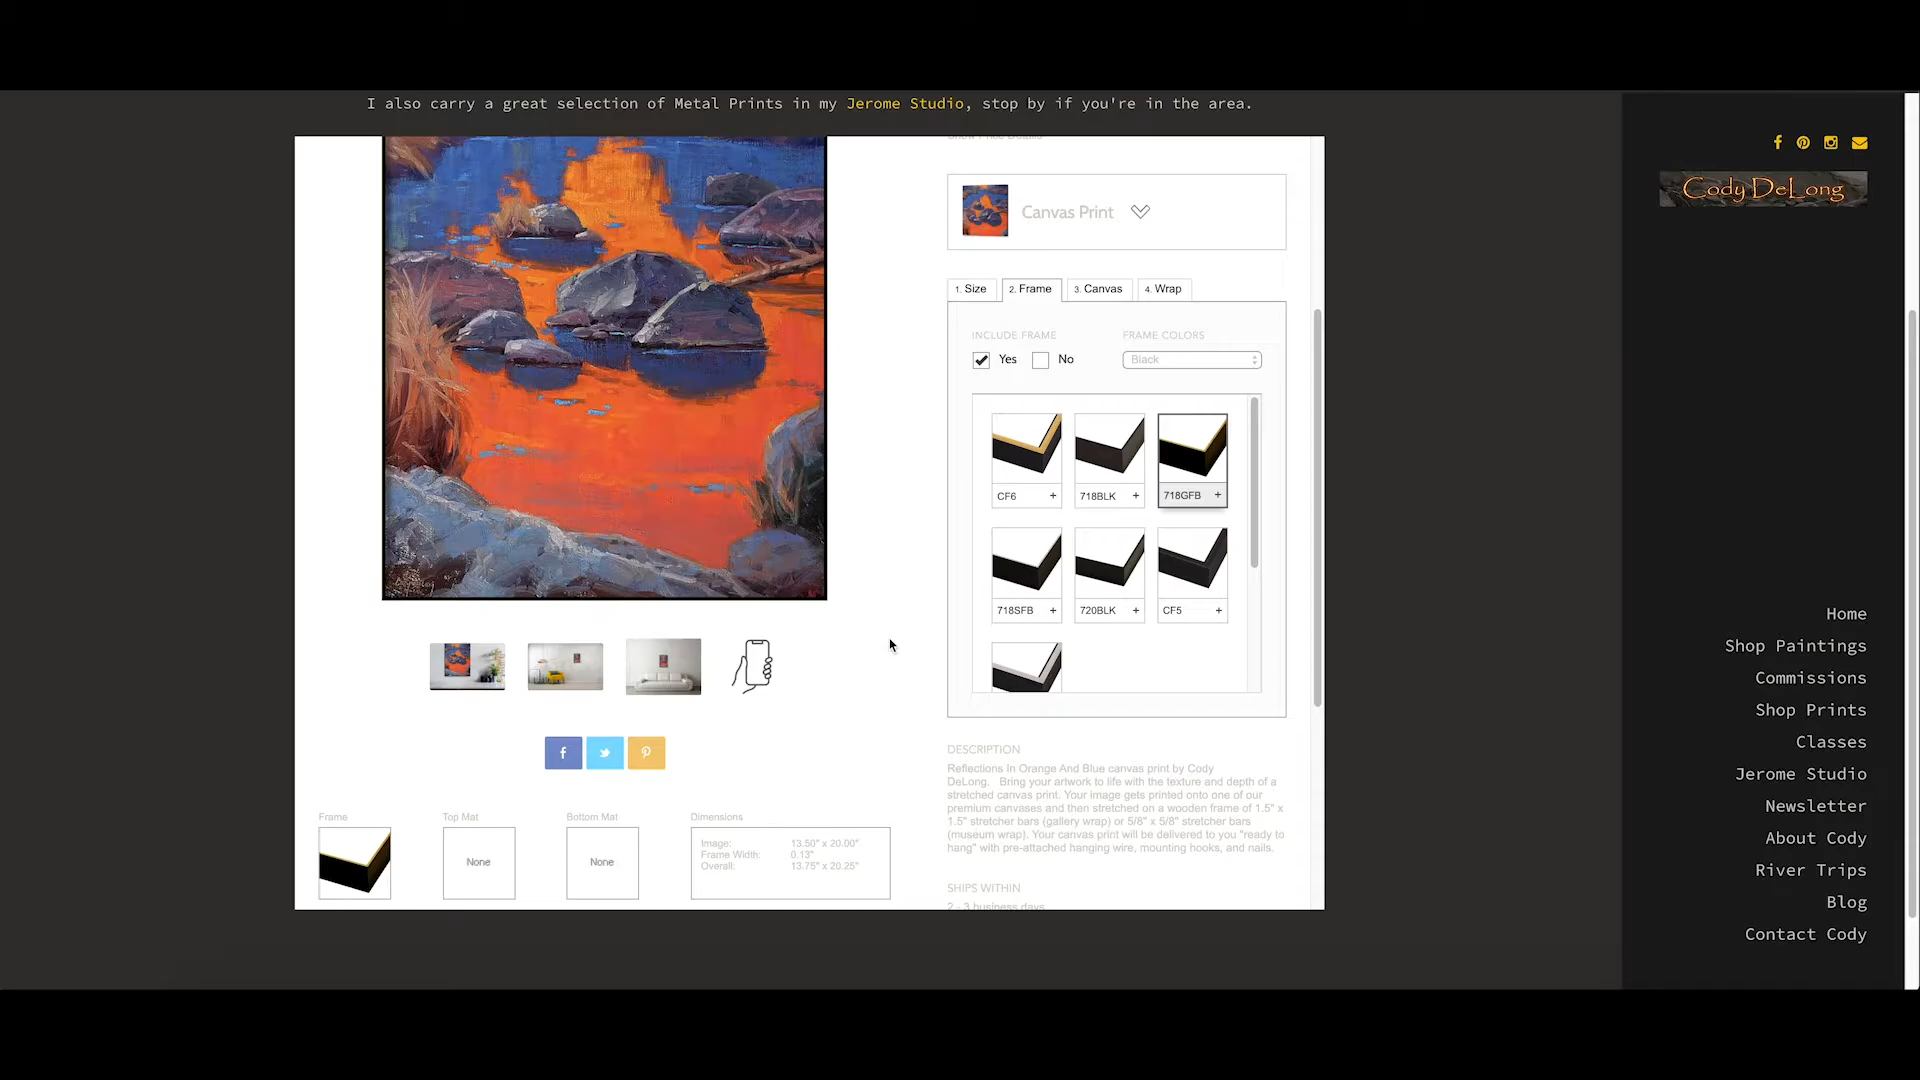 I also carry a great selection of Metal Prints in my Jerome Studio, stop by if you're in the area.
Cody DeLong
Canvas Print
1. Size
2. Frame
3. Canvas
4. Wrap
INCLUDE FRAME
FRAME COLORS
Yes
No
Black
CF6 +
718BLK +
718GFB +
718SFB +
720BLK +
CF5 +
DESCRIPTION
Reflections In Orange And Blue canvas print by Cody
DeLong. Bring your artwork to life with the texture and depth of a
stretched canvas print. Your image gets printed onto one of our
premium canvases and then stretched on a wooden frame of 1.5" x
1.5" stretcher bars (gallery wrap) or 5/8" x 5/8" stretcher bars
(museum wrap). Your canvas print will be delivered to you "ready to
hang" with pre-attached hanging wire, mounting hooks, and nails.
SHIPS WITHIN
2 - 3 business days
Frame
Top Mat
None
Bottom Mat
None
Dimensions
Image: 13.50" x 20.00"
Frame Width: 0.13"
Overall: 13.75" x 20.25"
Home
Shop Paintings
Commissions
Shop Prints
Classes
Jerome Studio
Newsletter
About Cody
River Trips
Blog
Contact Cody